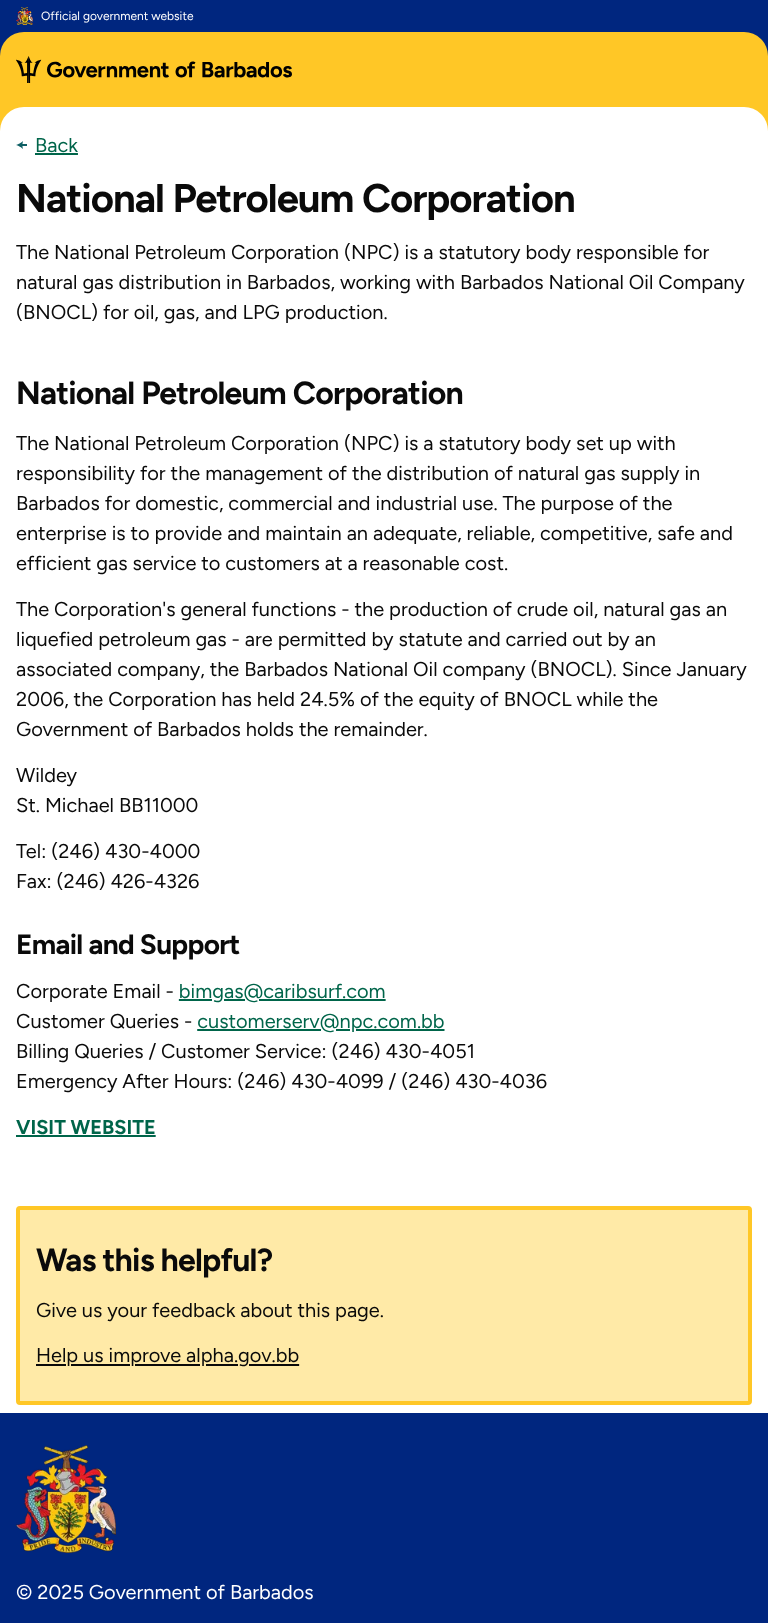 Official government website
Government of Barbados
Back
National Petroleum Corporation
The National Petroleum Corporation (NPC) is a statutory body responsible for
natural gas distribution in Barbados, working with Barbados National Oil Company
(BNOCL) for oil, gas, and LPG production.
National Petroleum Corporation
The National Petroleum Corporation (NPC) is a statutory body set up with
responsibility for the management of the distribution of natural gas supply in
Barbados for domestic, commercial and industrial use. The purpose of the
enterprise is to provide and maintain an adequate, reliable, competitive, safe and
efficient gas service to customers at a reasonable cost.
The Corporation's general functions - the production of crude oil, natural gas an
liquefied petroleum gas - are permitted by statute and carried out by an
associated company, the Barbados National Oil company (BNOCL). Since January
2006, the Corporation has held 24.5% of the equity of BNOCL while the
Government of Barbados holds the remainder.
Wildey
St. Michael BB11000
Tel: (246) 430-4000
Fax: (246) 426-4326
Email and Support
Corporate Email - bimgas@caribsurf.com
Customer Queries - customerserv@npc.com.bb
Billing Queries / Customer Service: (246) 430-4051
Emergency After Hours: (246) 430-4099 / (246) 430-4036
VISIT WEBSITE
Was this helpful?
Give us your feedback about this page.
Help us improve alpha.gov.bb
PRIDE AND INDUSTRY
© 2025 Government of Barbados